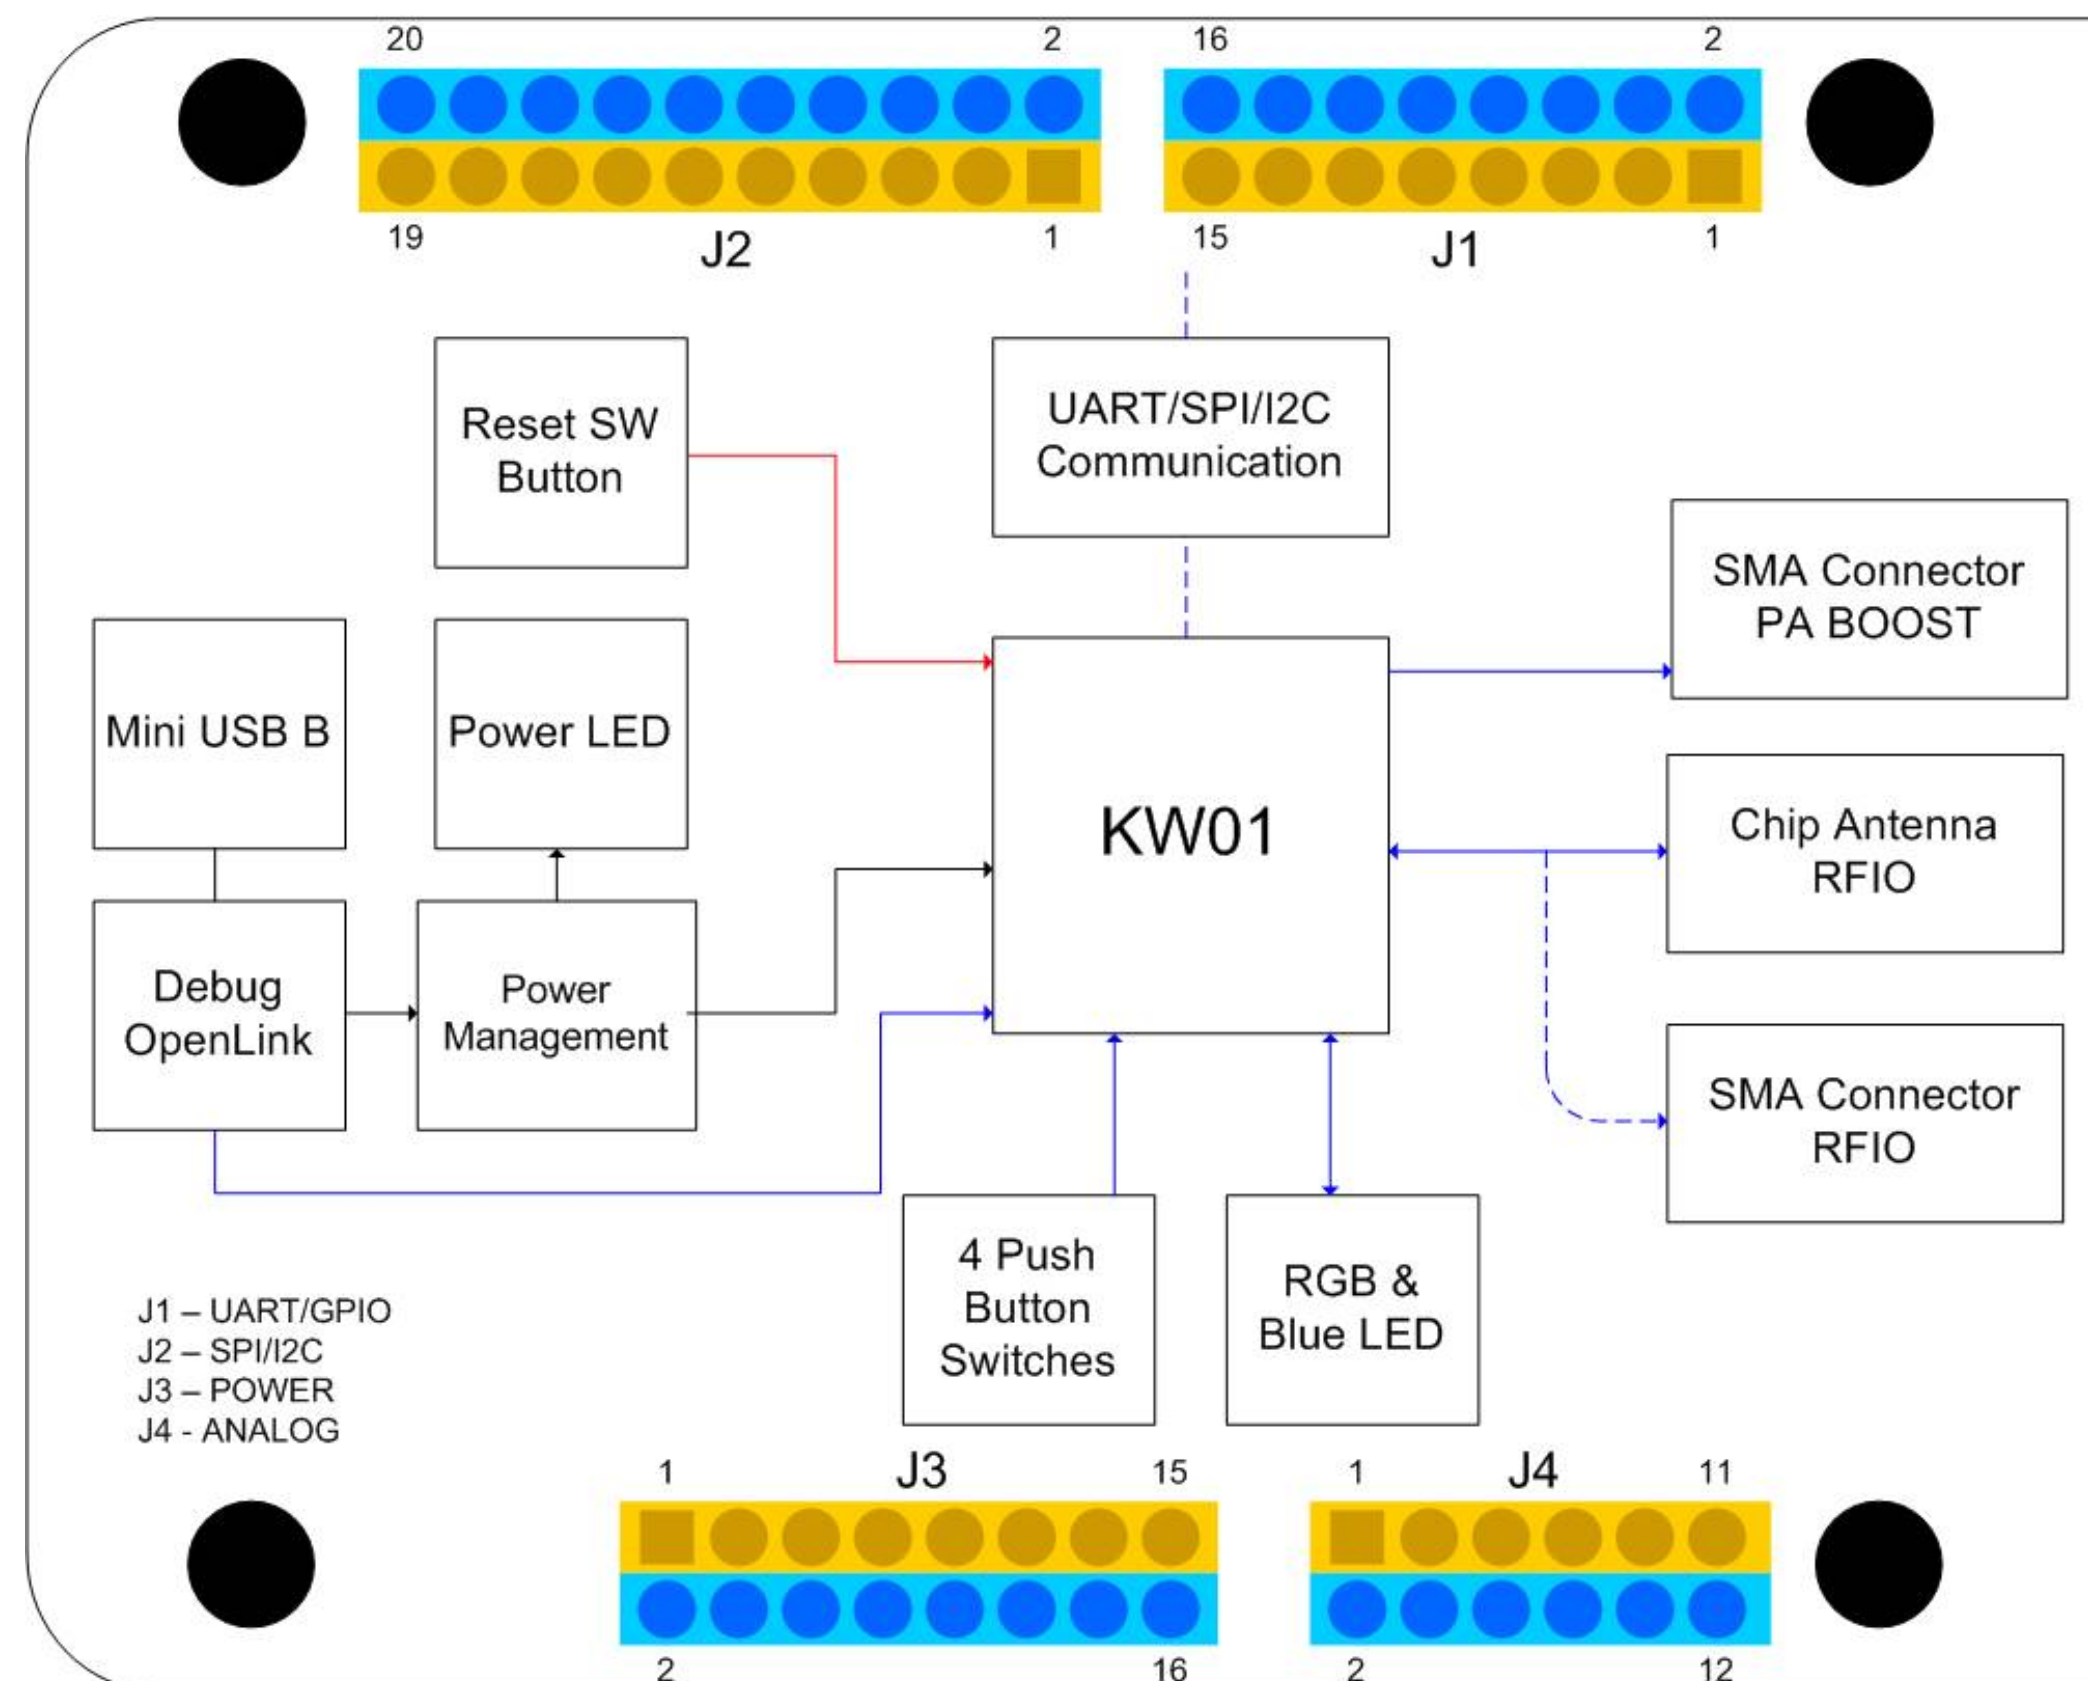 20
2
16
2
19
J2
1
15
J1
1
Reset SW
Button
UART/SPI/I2C
Communication
SMA Connector
PA BOOST
Mini USB B
Power LED
KW01
Chip Antenna
RFIO
Debug
OpenLink
Power
Management
SMA Connector
RFIO
4 Push
Button
Switches
RGB &
Blue LED
J1 – UART/GPIO
J2 – SPI/I2C
J3 – POWER
J4 - ANALOG
1
J3
15
1
J4
11
2
16
2
12